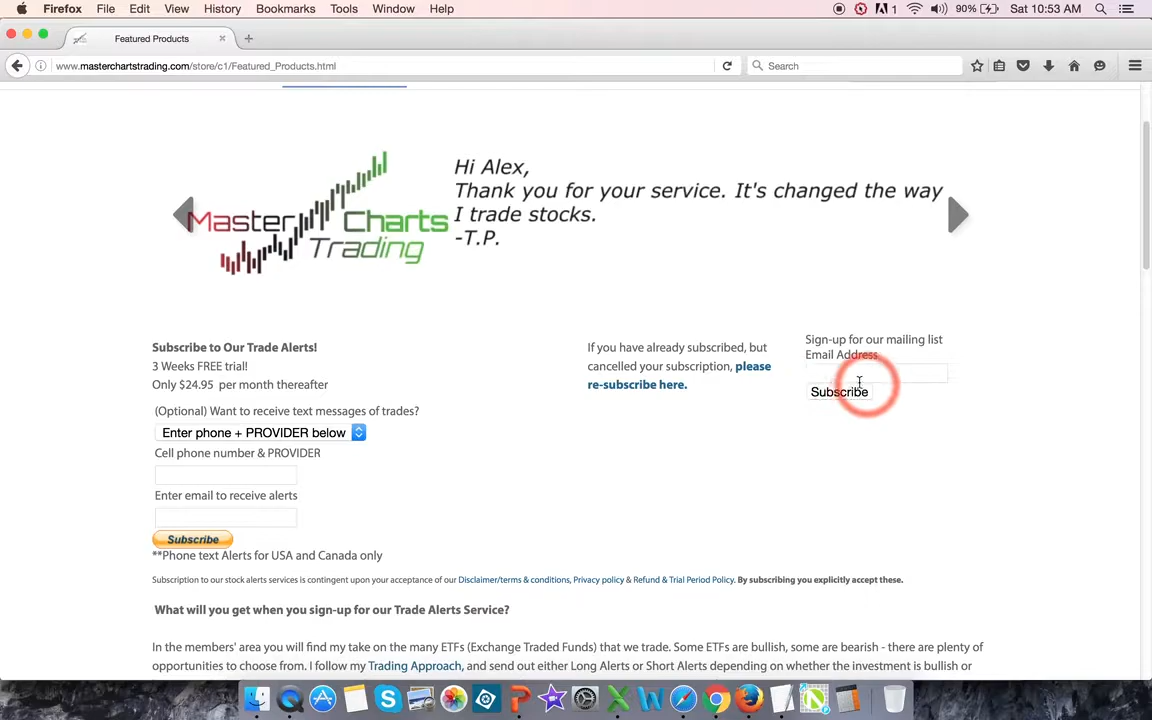 Firefox File Edit View History Bookmarks Tools Window Help 1 90% Sat 10:53 AM
Featured Products
www.masterchartstrading.com/store/c1/Featured_Products.html Search
Hi Alex,
Thank you for your service. It's changed the way
I trade stocks.
-T.P.
Master Charts
Trading
Subscribe to Our Trade Alerts!
3 Weeks FREE trial!
Only $24.95 per month thereafter
(Optional) Want to receive text messages of trades?
Enter phone + PROVIDER below
Cell phone number & PROVIDER
Enter email to receive alerts
Subscribe
**Phone text Alerts for USA and Canada only
If you have already subscribed, but
cancelled your subscription, please
re-subscribe here.
Sign-up for our mailing list
Email Address
Subscribe
Subscription to our stock alerts services is contingent upon your acceptance of our Disclaimer/terms & conditions, Privacy policy & Refund & Trial Period Policy. By subscribing you explicitly accept these.
What will you get when you sign-up for our Trade Alerts Service?
In the members' area you will find my take on the many ETFs (Exchange Traded Funds) that we trade. Some ETFs are bullish, some are bearish - there are plenty of
opportunities to choose from. I follow my Trading Approach, and send out either Long Alerts or Short Alerts depending on whether the investment is bullish or